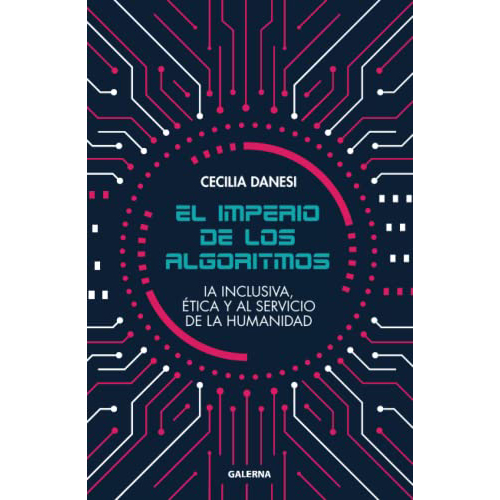 CECILIA DANESI
EL IMPERIO
DE LOS
ALGORITMOS
IA INCLUSIVA,
ÉTICA Y AL SERVICIO
DE LA HUMANIDAD
GALERNA